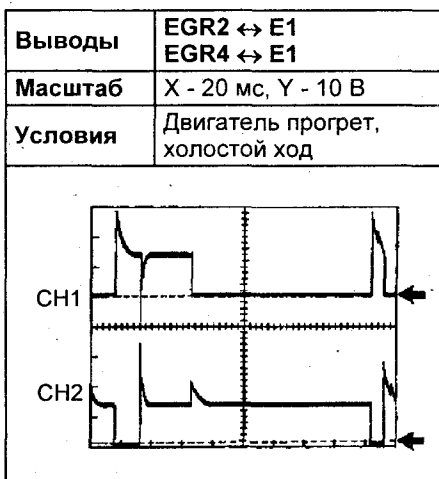 Выводы
EGR2 ↔ E1
EGR4 ↔ E1
Масштаб
X - 20 мс, Y - 10 В
Условия
Двигатель прогрет,
холостой ход
CH1
CH2